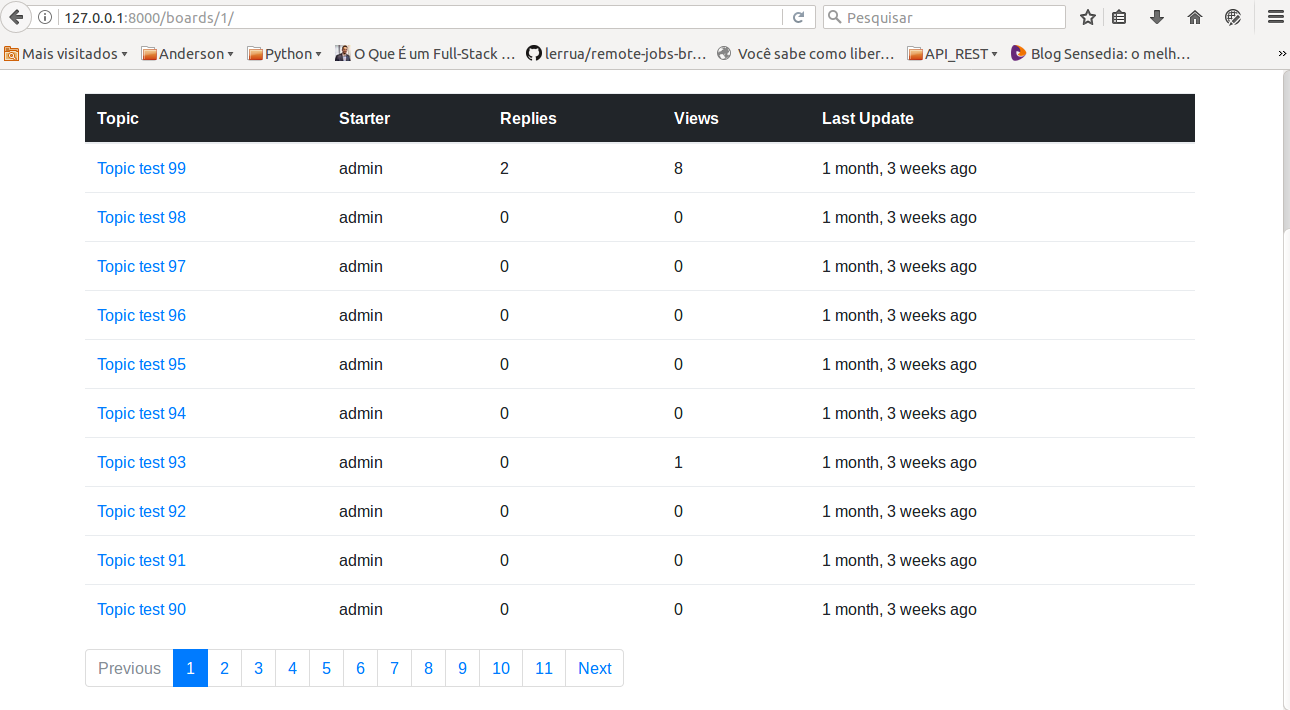 127.0.0.1:8000/boards/1/ Pesquisar
Mais visitados Anderson Python O Que É um Full-Stack ... lerrua/remote-jobs-br... Você sabe como liber... API_REST Blog Sensedia: o melh... »
Topic Starter Replies Views Last Update
Topic test 99 admin 2 8 1 month, 3 weeks ago
Topic test 98 admin 0 0 1 month, 3 weeks ago
Topic test 97 admin 0 0 1 month, 3 weeks ago
Topic test 96 admin 0 0 1 month, 3 weeks ago
Topic test 95 admin 0 0 1 month, 3 weeks ago
Topic test 94 admin 0 0 1 month, 3 weeks ago
Topic test 93 admin 0 1 1 month, 3 weeks ago
Topic test 92 admin 0 0 1 month, 3 weeks ago
Topic test 91 admin 0 0 1 month, 3 weeks ago
Topic test 90 admin 0 0 1 month, 3 weeks ago
Previous 1 2 3 4 5 6 7 8 9 10 11 Next